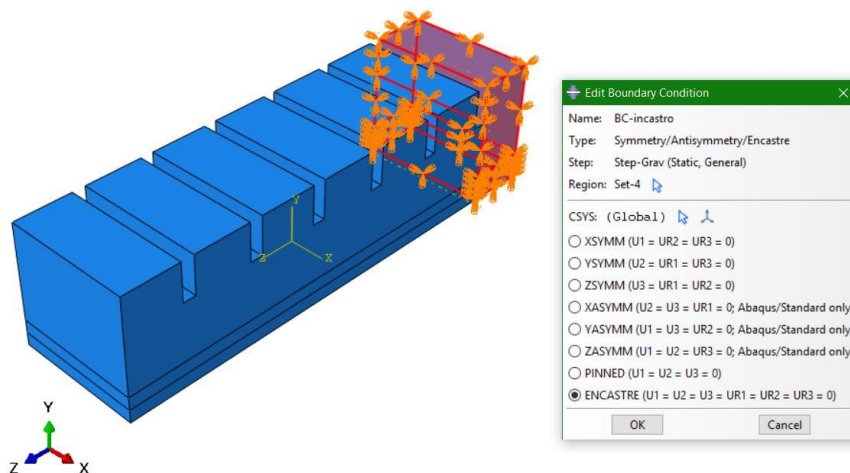 Y
Z
X
Y
Z
X
Edit Boundary Condition
Name: BC-incastro
Type: Symmetry/Antisymmetry/Encastre
Step: Step-Grav (Static, General)
Region: Set-4
CSYS: (Global)
XSYMM (U1 = UR2 = UR3 = 0)
YSYMM (U2 = UR1 = UR3 = 0)
ZSYMM (U3 = UR1 = UR2 = 0)
XASYMM (U2 = U3 = UR1 = 0; Abaqus/Standard only
YASYMM (U1 = U3 = UR2 = 0; Abaqus/Standard only
ZASYMM (U1 = U2 = UR3 = 0; Abaqus/Standard only
PINNED (U1 = U2 = U3 = 0)
ENCASTRE (U1 = U2 = U3 = UR1 = UR2 = UR3 = 0)
OK Cancel